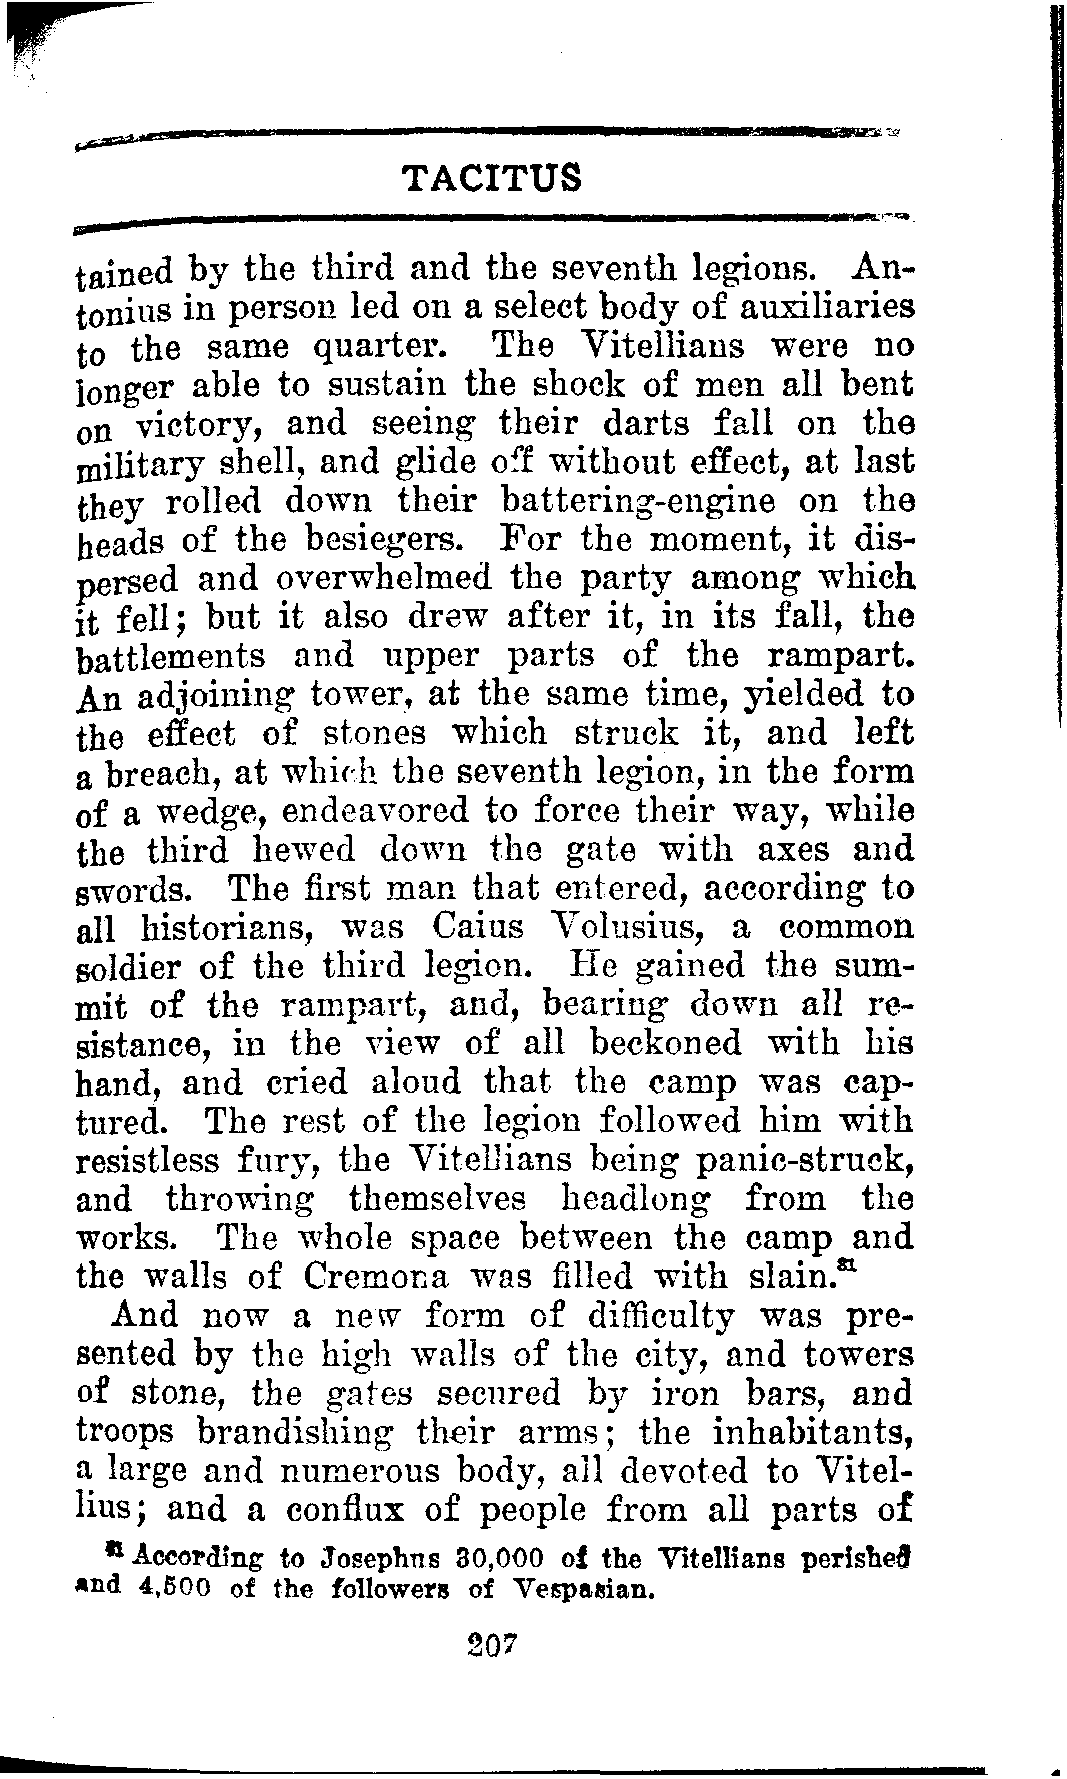 TACITUS
tained by the third and the seventh legions. An-
tonius in person led on a select body of auxiliaries
to the same quarter. The Vitellians were no
longer able to sustain the shock of men all bent
on victory, and seeing their darts fall on the
military shell, and glide off without effect, at last
they rolled down their battering-engine on the
heads of the besiegers. For the moment, it dis-
persed and overwhelmed the party among which
it fell; but it also drew after it, in its fall, the
battlements and upper parts of the rampart.
An adjoining tower, at the same time, yielded to
the effect of stones which struck it, and left
a breach, at which the seventh legion, in the form
of a wedge, endeavored to force their way, while
the third hewed down the gate with axes and
swords. The first man that entered, according to
all historians, was Caius Volusius, a common
soldier of the third legion. He gained the sum-
mit of the rampart, and, bearing down all re-
sistance, in the view of all beckoned with his
hand, and cried aloud that the camp was cap-
tured. The rest of the legion followed him with
resistless fury, the Vitellians being panic-struck,
and throwing themselves headlong from the
works. The whole space between the camp and
the walls of Cremona was filled with slain.⁸¹
And now a new form of difficulty was pre-
sented by the high walls of the city, and towers
of stone, the gates secured by iron bars, and
troops brandishing their arms; the inhabitants,
a large and numerous body, all devoted to Vitel-
lius; and a conflux of people from all parts of
⁸¹ According to Josephus 30,000 of the Vitellians perished
and 4,500 of the followers of Vespasian.
207